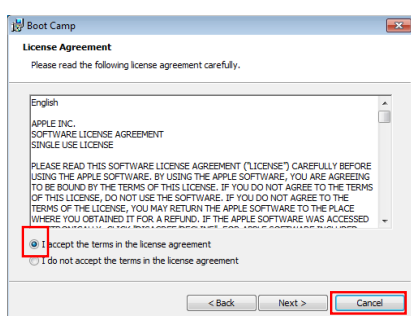 Boot Camp
License Agreement
Please read the following license agreement carefully.
English
APPLE INC.
SOFTWARE LICENSE AGREEMENT
SINGLE USE LICENSE
PLEASE READ THIS SOFTWARE LICENSE AGREEMENT ("LICENSE") CAREFULLY BEFORE
USING THE APPLE SOFTWARE. BY USING THE APPLE SOFTWARE, YOU ARE AGREEING
TO BE BOUND BY THE TERMS OF THIS LICENSE. IF YOU DO NOT AGREE TO THE TERMS
OF THIS LICENSE, DO NOT USE THE SOFTWARE. IF YOU DO NOT AGREE TO THE
TERMS OF THE LICENSE, YOU MAY RETURN THE APPLE SOFTWARE TO THE PLACE
WHERE YOU OBTAINED IT FOR A REFUND. IF THE APPLE SOFTWARE WAS ACCESSED
I accept the terms in the license agreement
I do not accept the terms in the license agreement
< Back
Next >
Cancel